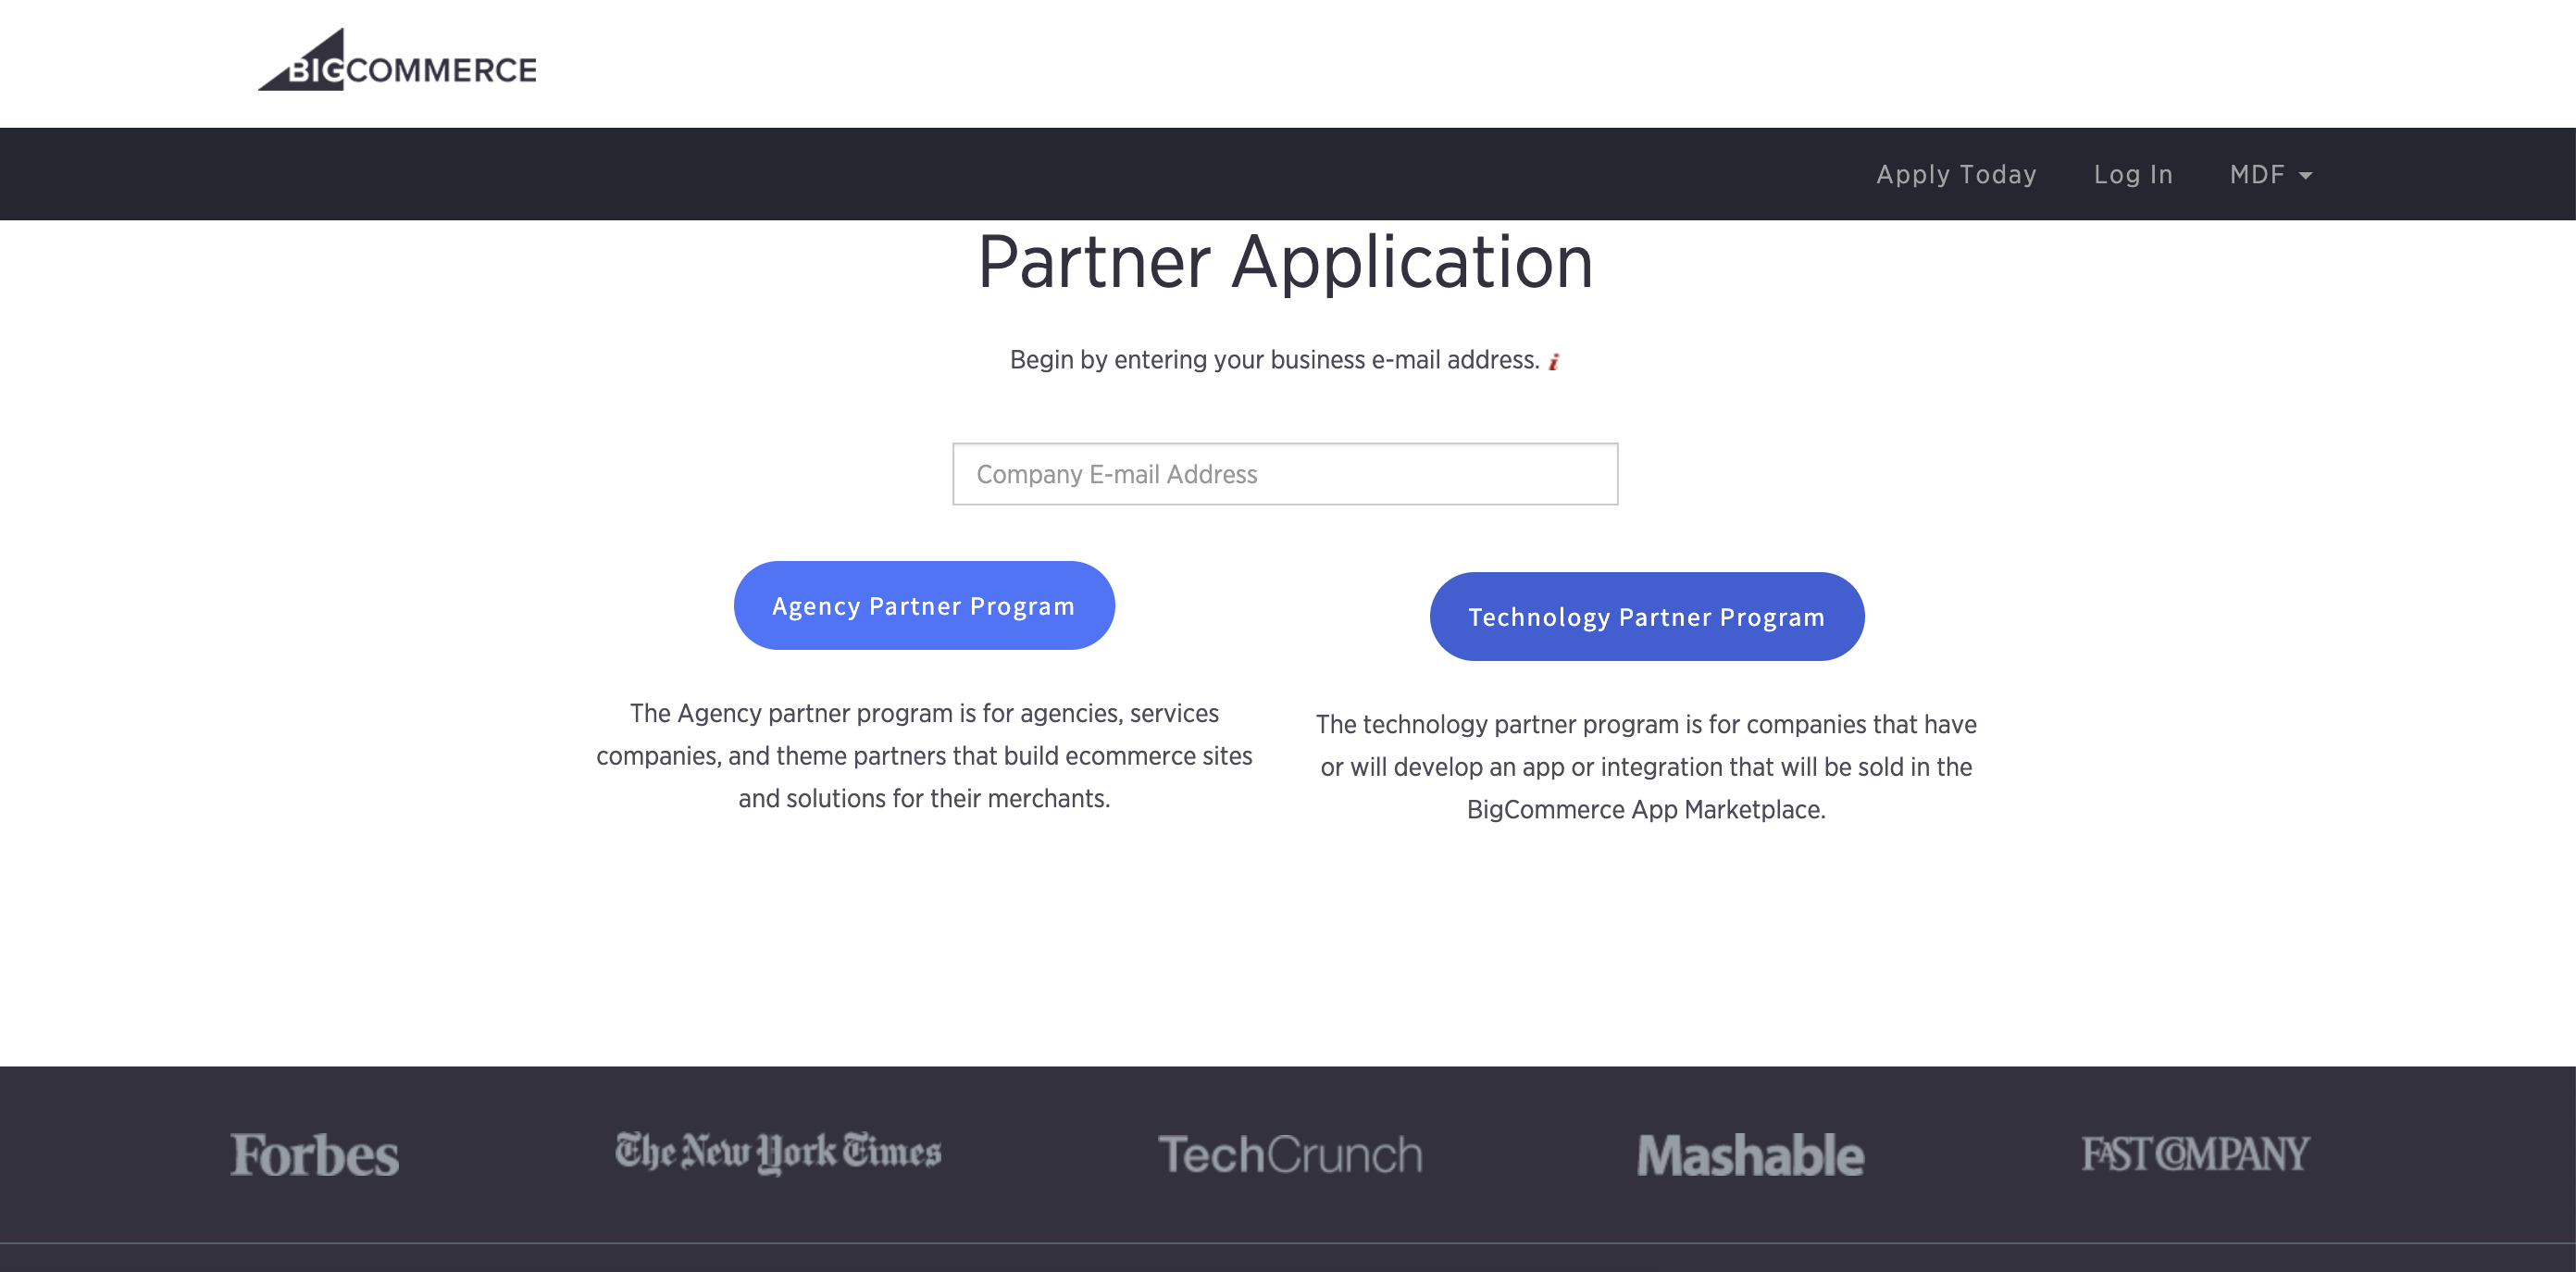 BIGCOMMERCE
Apply Today Log In MDF
Partner Application
Begin by entering your business e-mail address. i
Company E-mail Address
Agency Partner Program
The Agency partner program is for agencies, services
companies, and theme partners that build ecommerce sites
and solutions for their merchants.
Technology Partner Program
The technology partner program is for companies that have
or will develop an app or integration that will be sold in the
BigCommerce App Marketplace.
Forbes The New York Times TechCrunch Mashable FAST COMPANY